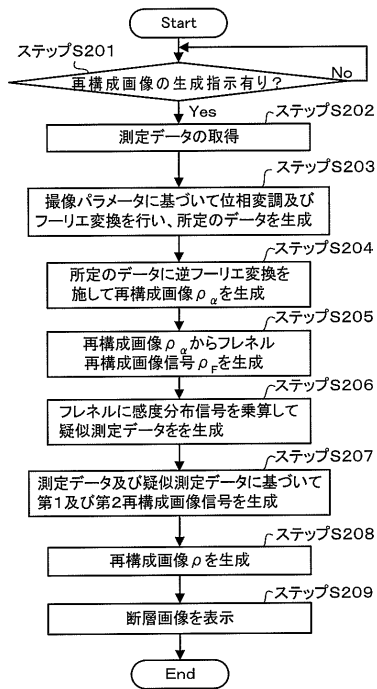 Start
ステップS201
再構成画像の生成指示有り？
No
Yes
ステップS202
測定データの取得
ステップS203
撮像パラメータに基づいて位相変調及び
フーリエ変換を行い、所定のデータを生成
ステップS204
所定のデータに逆フーリエ変換を
施して再構成画像ραを生成
ステップS205
再構成画像ραからフレネル
再構成画像信号ρFを生成
ステップS206
フレネルに感度分布信号を乗算して
疑似測定データをを生成
ステップS207
測定データ及び疑似測定データに基づいて
第１及び第２再構成画像信号を生成
ステップS208
再構成画像ρを生成
ステップS209
断層画像を表示
End